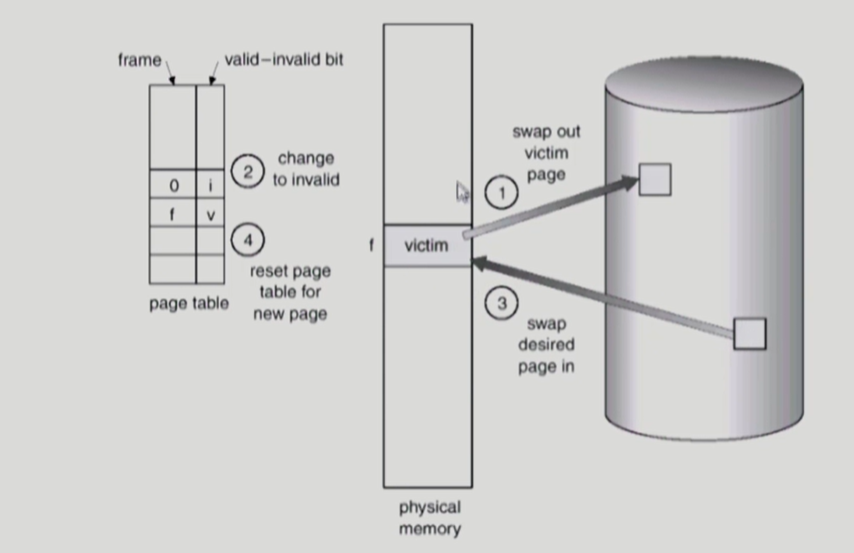 frame
valid–invalid bit
0 i
f v
page table
2
change
to invalid
4
reset page
table for
new page
f
victim
physical
memory
1
swap out
victim
page
3
swap
desired
page in